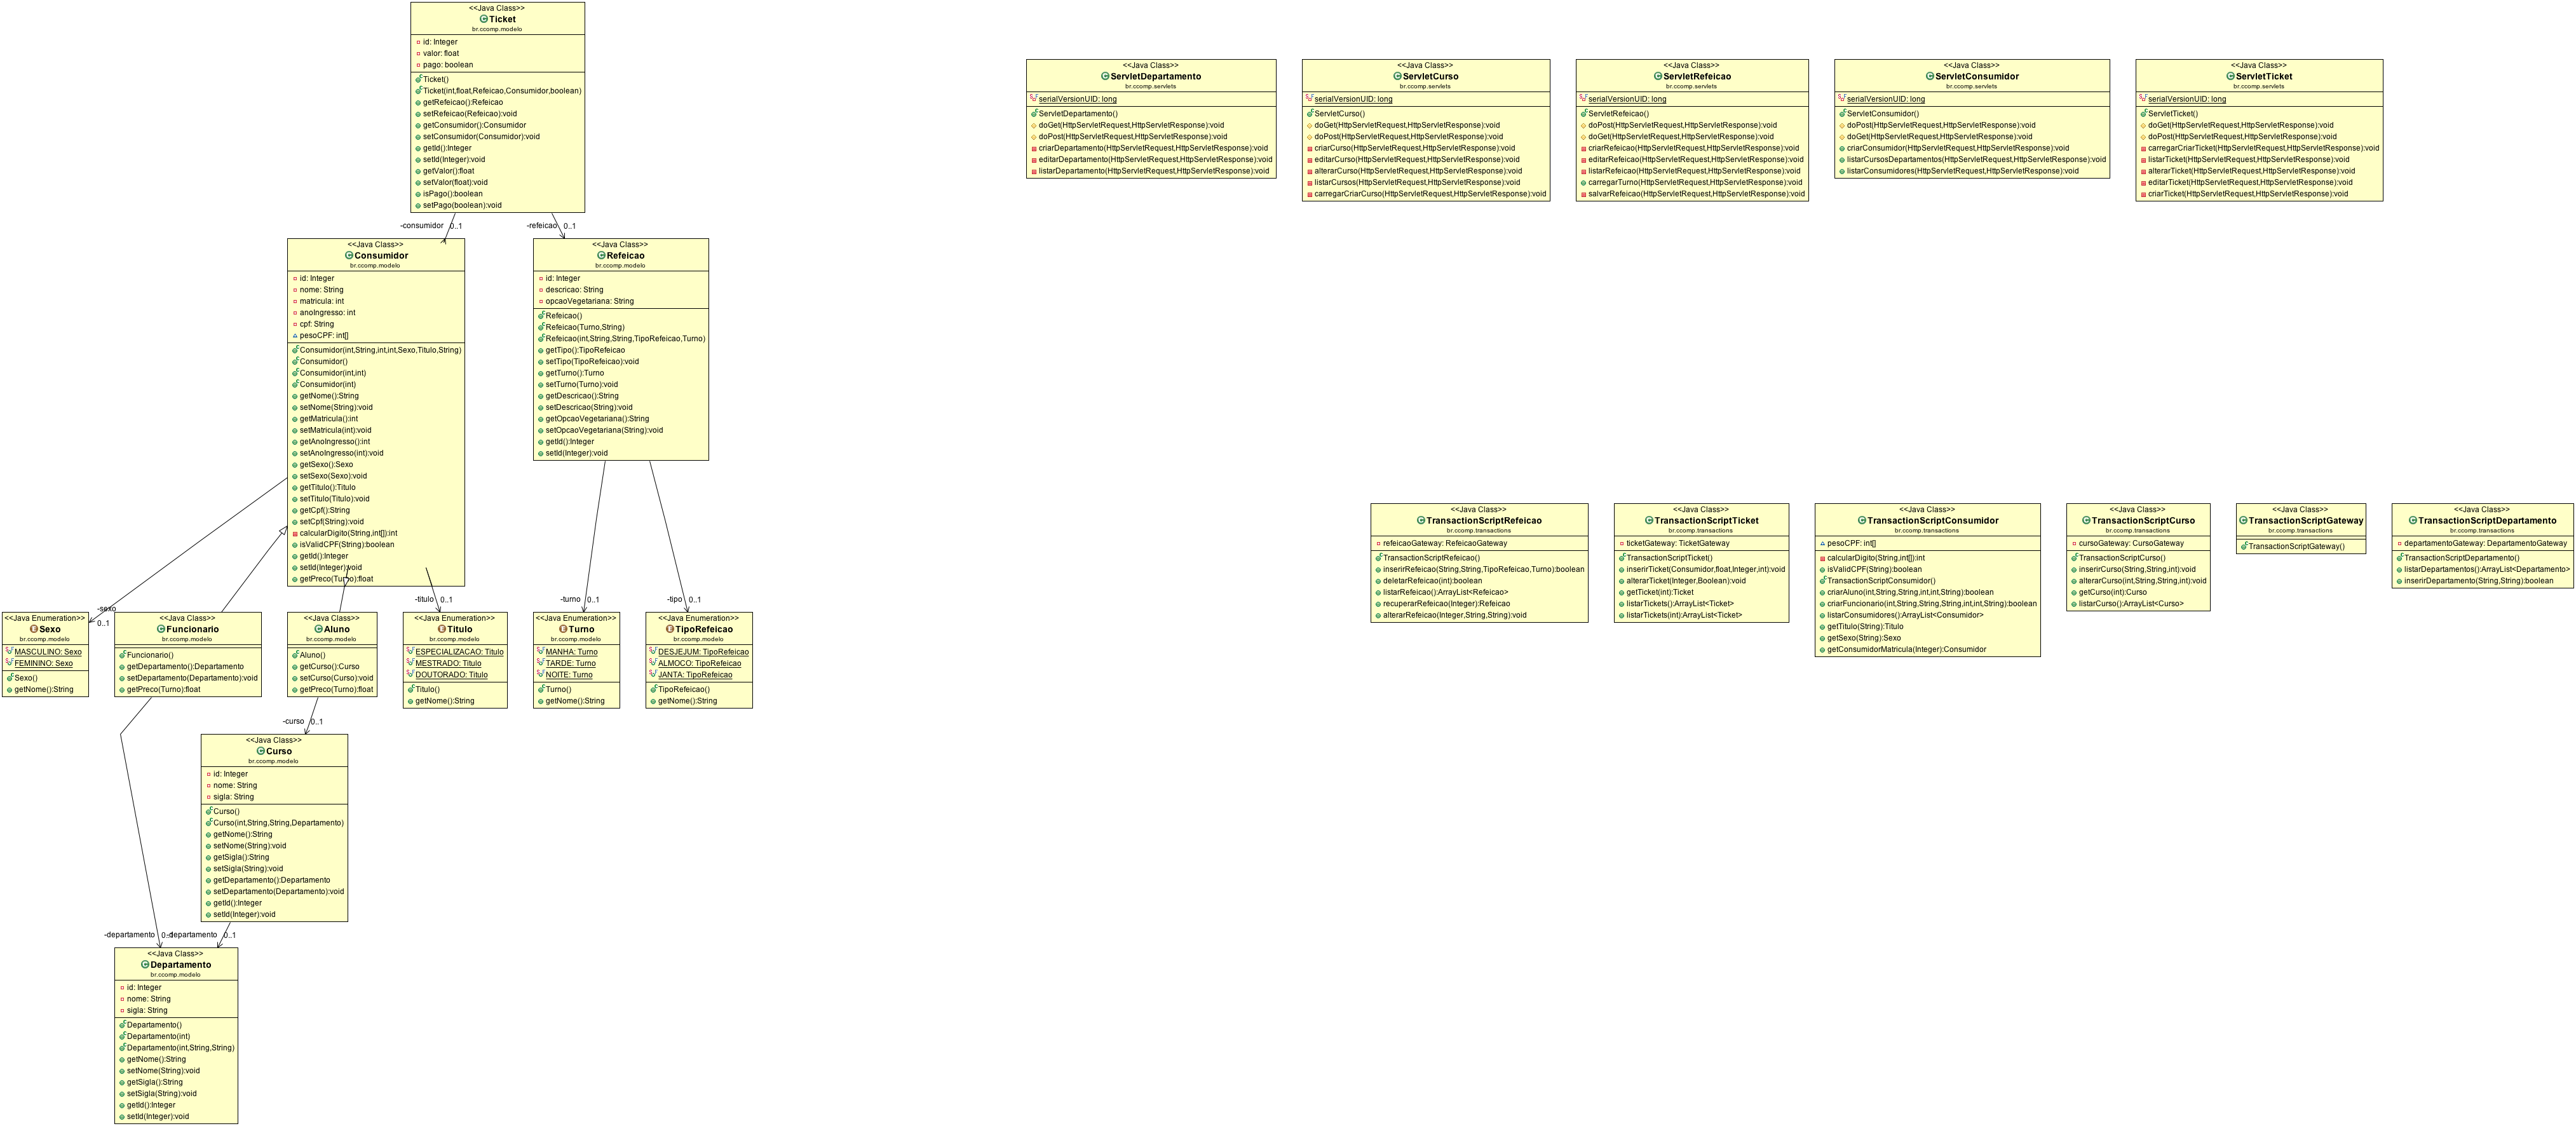 <<Java Class>>
Ticket
br.ccomp.modelo
id: Integer
valor: float
pago: boolean
Ticket()
Ticket(int,float,Refeicao,Consumidor,boolean)
getRefeicao():Refeicao
setRefeicao(Refeicao):void
getConsumidor():Consumidor
setConsumidor(Consumidor):void
getId():Integer
setId(Integer):void
getValor():float
setValor(float):void
isPago():boolean
setPago(boolean):void
-consumidor 0..1
-refeicao 0..1
<<Java Class>>
ServletDepartamento
br.ccomp.servlets
serialVersionUID: long
ServletDepartamento()
doGet(HttpServletRequest,HttpServletResponse):void
doPost(HttpServletRequest,HttpServletResponse):void
criarDepartamento(HttpServletRequest,HttpServletResponse):void
editarDepartamento(HttpServletRequest,HttpServletResponse):void
listarDepartamento(HttpServletRequest,HttpServletResponse):void
<<Java Class>>
ServletCurso
br.ccomp.servlets
serialVersionUID: long
ServletCurso()
doGet(HttpServletRequest,HttpServletResponse):void
doPost(HttpServletRequest,HttpServletResponse):void
criarCurso(HttpServletRequest,HttpServletResponse):void
editarCurso(HttpServletRequest,HttpServletResponse):void
alterarCurso(HttpServletRequest,HttpServletResponse):void
listarCursos(HttpServletRequest,HttpServletResponse):void
carregarCriarCurso(HttpServletRequest,HttpServletResponse):void
<<Java Class>>
ServletRefeicao
br.ccomp.servlets
serialVersionUID: long
ServletRefeicao()
doPost(HttpServletRequest,HttpServletResponse):void
doGet(HttpServletRequest,HttpServletResponse):void
criarRefeicao(HttpServletRequest,HttpServletResponse):void
editarRefeicao(HttpServletRequest,HttpServletResponse):void
listarRefeicao(HttpServletRequest,HttpServletResponse):void
carregarTurno(HttpServletRequest,HttpServletResponse):void
salvarRefeicao(HttpServletRequest,HttpServletResponse):void
<<Java Class>>
ServletConsumidor
br.ccomp.servlets
serialVersionUID: long
ServletConsumidor()
doPost(HttpServletRequest,HttpServletResponse):void
doGet(HttpServletRequest,HttpServletResponse):void
criarConsumidor(HttpServletRequest,HttpServletResponse):void
listarCursosDepartamentos(HttpServletRequest,HttpServletResponse):void
listarConsumidores(HttpServletRequest,HttpServletResponse):void
<<Java Class>>
ServletTicket
br.ccomp.servlets
serialVersionUID: long
ServletTicket()
doGet(HttpServletRequest,HttpServletResponse):void
doPost(HttpServletRequest,HttpServletResponse):void
carregarCriarTicket(HttpServletRequest,HttpServletResponse):void
listarTicket(HttpServletRequest,HttpServletResponse):void
alterarTicket(HttpServletRequest,HttpServletResponse):void
editarTicket(HttpServletRequest,HttpServletResponse):void
criarTicket(HttpServletRequest,HttpServletResponse):void
<<Java Class>>
Consumidor
br.ccomp.modelo
id: Integer
nome: String
matricula: int
anoIngresso: int
cpf: String
pesoCPF: int[]
Consumidor(int,String,int,int,Sexo,Titulo,String)
Consumidor()
Consumidor(int,int)
Consumidor(int)
getNome():String
setNome(String):void
getMatricula():int
setMatricula(int):void
getAnoIngresso():int
setAnoIngresso(int):void
getSexo():Sexo
setSexo(Sexo):void
getTitulo():Titulo
setTitulo(Titulo):void
getCpf():String
setCpf(String):void
calcularDigito(String,int[]):int
isValidCPF(String):boolean
getId():Integer
setId(Integer):void
getPreco(Turno):float
<<Java Class>>
Refeicao
br.ccomp.modelo
id: Integer
descricao: String
opcaoVegetariana: String
Refeicao()
Refeicao(Turno,String)
Refeicao(int,String,String,TipoRefeicao,Turno)
getTipo():TipoRefeicao
setTipo(TipoRefeicao):void
getTurno():Turno
setTurno(Turno):void
getDescricao():String
setDescricao(String):void
getOpcaoVegetariana():String
setOpcaoVegetariana(String):void
getId():Integer
setId(Integer):void
<<Java Class>>
TransactionScriptRefeicao
br.ccomp.transactions
refeicaoGateway: RefeicaoGateway
TransactionScriptRefeicao()
inserirRefeicao(String,String,TipoRefeicao,Turno):boolean
deletarRefeicao(int):boolean
listarRefeicao():ArrayList<Refeicao>
recuperarRefeicao(Integer):Refeicao
alterarRefeicao(Integer,String,String):void
<<Java Class>>
TransactionScriptTicket
br.ccomp.transactions
ticketGateway: TicketGateway
TransactionScriptTicket()
inserirTicket(Consumidor,float,Integer,int):void
alterarTicket(Integer,Boolean):void
getTicket(int):Ticket
listarTickets():ArrayList<Ticket>
listarTickets(int):ArrayList<Ticket>
<<Java Class>>
TransactionScriptConsumidor
br.ccomp.transactions
pesoCPF: int[]
calcularDigito(String,int[]):int
isValidCPF(String):boolean
TransactionScriptConsumidor()
criarAluno(int,String,String,int,int,String):boolean
criarFuncionario(int,String,String,String,int,int,String):boolean
listarConsumidores():ArrayList<Consumidor>
getTitulo(String):Titulo
getSexo(String):Sexo
getConsumidorMatricula(Integer):Consumidor
<<Java Class>>
TransactionScriptCurso
br.ccomp.transactions
cursoGateway: CursoGateway
TransactionScriptCurso()
inserirCurso(String,String,int):void
alterarCurso(int,String,String,int):void
getCurso(int):Curso
listarCurso():ArrayList<Curso>
<<Java Class>>
TransactionScriptGateway
br.ccomp.transactions
TransactionScriptGateway()
<<Java Class>>
TransactionScriptDepartamento
br.ccomp.transactions
departamentoGateway: DepartamentoGateway
TransactionScriptDepartamento()
listarDepartamentos():ArrayList<Departamento>
inserirDepartamento(String,String):boolean
-sexo
0..1
-titulo 0..1
-turno 0..1
-tipo 0..1
<<Java Enumeration>>
Sexo
br.ccomp.modelo
MASCULINO: Sexo
FEMININO: Sexo
Sexo()
getNome():String
<<Java Class>>
Funcionario
br.ccomp.modelo
Funcionario()
getDepartamento():Departamento
setDepartamento(Departamento):void
getPreco(Turno):float
<<Java Class>>
Aluno
br.ccomp.modelo
Aluno()
getCurso():Curso
setCurso(Curso):void
getPreco(Turno):float
<<Java Enumeration>>
Titulo
br.ccomp.modelo
ESPECIALIZACAO: Titulo
MESTRADO: Titulo
DOUTORADO: Titulo
Titulo()
getNome():String
<<Java Enumeration>>
Turno
br.ccomp.modelo
MANHA: Turno
TARDE: Turno
NOITE: Turno
Turno()
getNome():String
<<Java Enumeration>>
TipoRefeicao
br.ccomp.modelo
DESJEJUM: TipoRefeicao
ALMOCO: TipoRefeicao
JANTA: TipoRefeicao
TipoRefeicao()
getNome():String
-curso 0..1
<<Java Class>>
Curso
br.ccomp.modelo
id: Integer
nome: String
sigla: String
Curso()
Curso(int,String,String,Departamento)
getNome():String
setNome(String):void
getSigla():String
setSigla(String):void
getDepartamento():Departamento
setDepartamento(Departamento):void
getId():Integer
setId(Integer):void
-departamento 0..1
-departamento 0..1
<<Java Class>>
Departamento
br.ccomp.modelo
id: Integer
nome: String
sigla: String
Departamento()
Departamento(int)
Departamento(int,String,String)
getNome():String
setNome(String):void
getSigla():String
setSigla(String):void
getId():Integer
setId(Integer):void